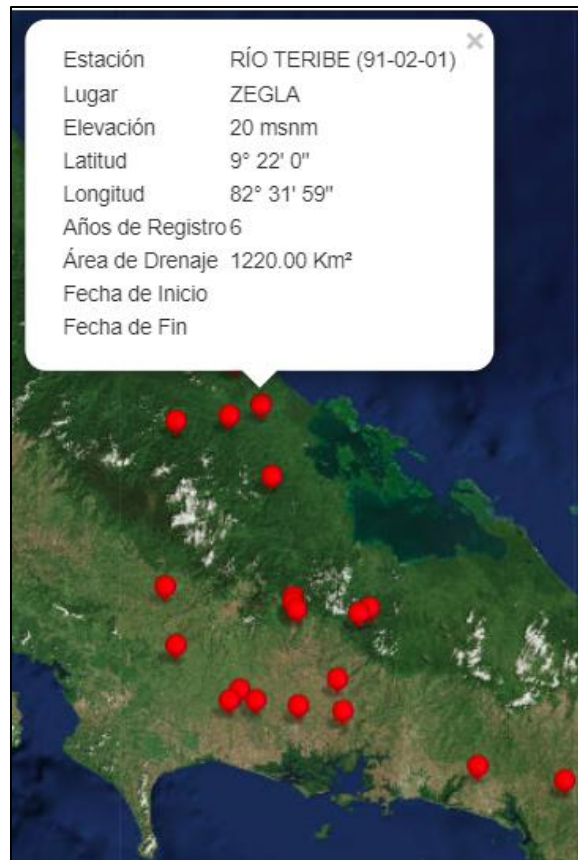 Estación RÍO TERIBE (91-02-01)
Lugar ZEGLA
Elevación 20 msnm
Latitud 9° 22' 0"
Longitud 82° 31' 59"
Años de Registro 6
Área de Drenaje 1220.00 Km²
Fecha de Inicio
Fecha de Fin